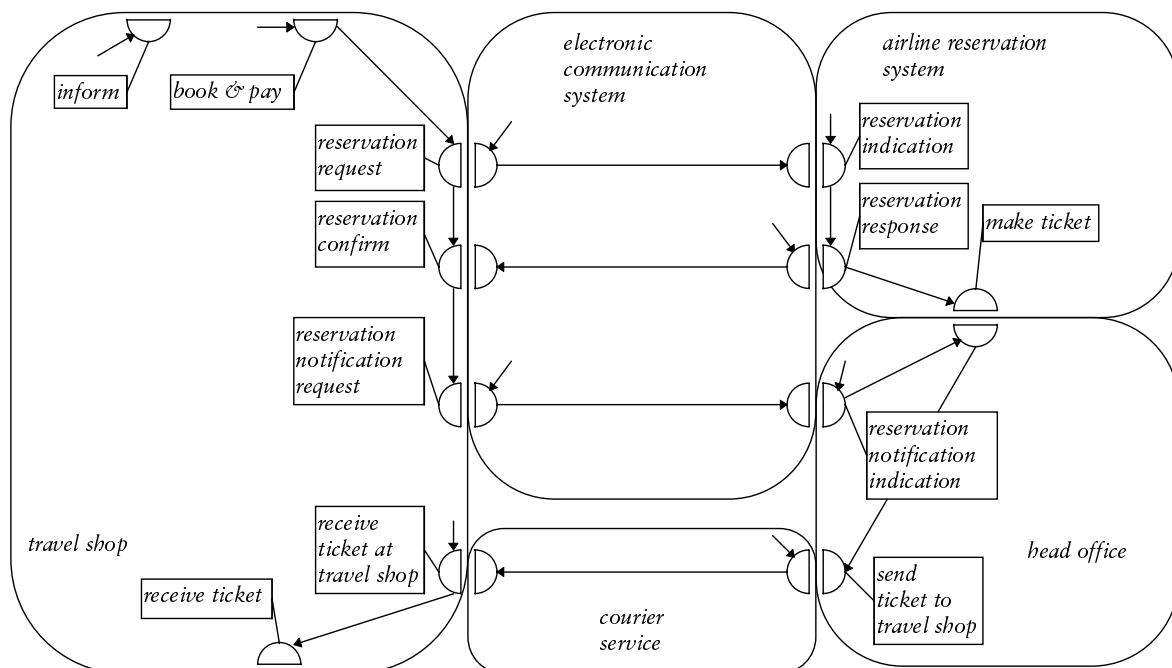 electronic
communication
system
airline reservation
system
inform
book & pay
reservation
request
reservation
indication
reservation
confirm
reservation
response
make ticket
reservation
notification
request
reservation
notification
indication
travel shop
receive
ticket at
travel shop
head office
receive ticket
send
ticket to
travel shop
courier
service